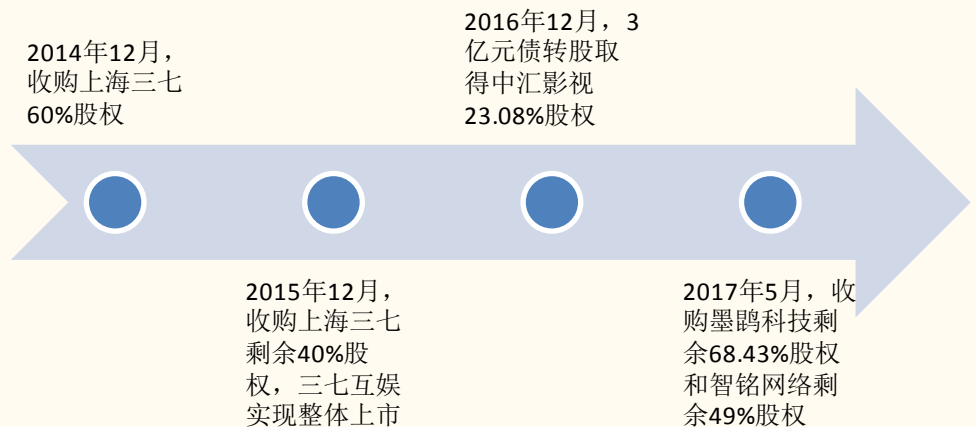 2014年12月，
收购上海三七
60%股权
2015年12月，
收购上海三七
剩余40%股
权，三七互娱
实现整体上市
2016年12月，3
亿元债转股取
得中汇影视
23.08%股权
2017年5月，收
购墨鹍科技剩
余68.43%股权
和智铭网络剩
余49%股权